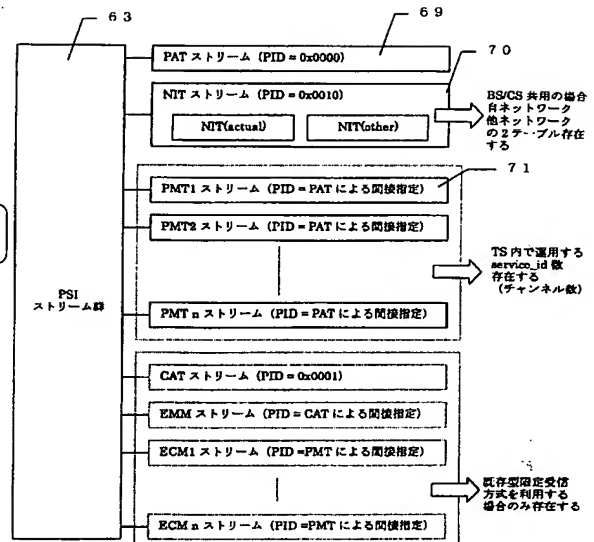 63
69
70
71
PSI
ストリーム群
PAT ストリーム (PID = 0x0000)
NIT ストリーム (PID = 0x0010)
NIT(actual)
NIT(other)
BS/CS 共用の場合
自ネットワーク
他ネットワーク
の2テーブル存在
する
PMT1 ストリーム (PID = PAT による間接指定)
PMT2 ストリーム (PID = PAT による間接指定)
PMT n ストリーム (PID = PAT による間接指定)
TS 内で運用する
service_id 数
存在する
(チャンネル数)
CAT ストリーム (PID = 0x0001)
EMM ストリーム (PID = CAT による間接指定)
ECM1 ストリーム (PID =PMT による間接指定)
ECM n ストリーム (PID =PMT による間接指定)
既存型限定受信
方式を利用する
場合のみ存在する